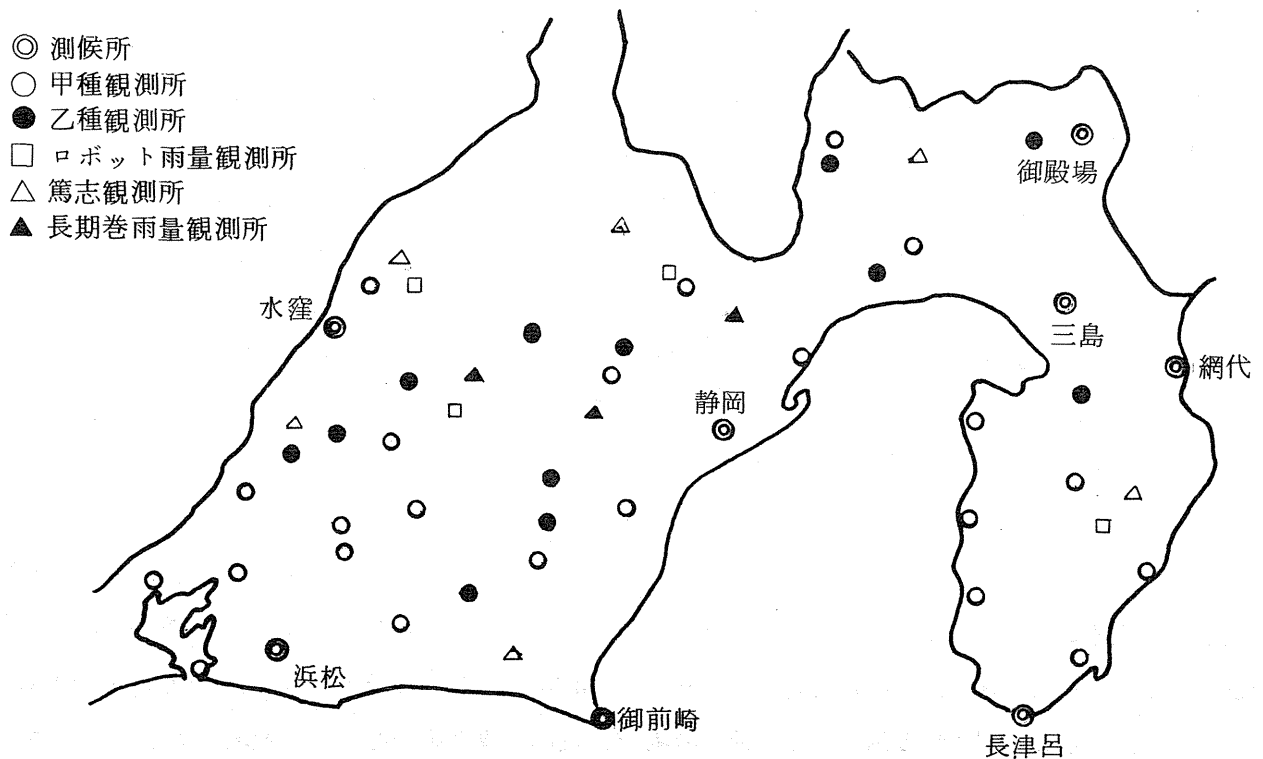 測候所
甲種観測所
乙種観測所
ロボット雨量観測所
篤志観測所
長期巻雨量観測所
御殿場
水窪
三島
網代
静岡
浜松
御前崎
長津呂